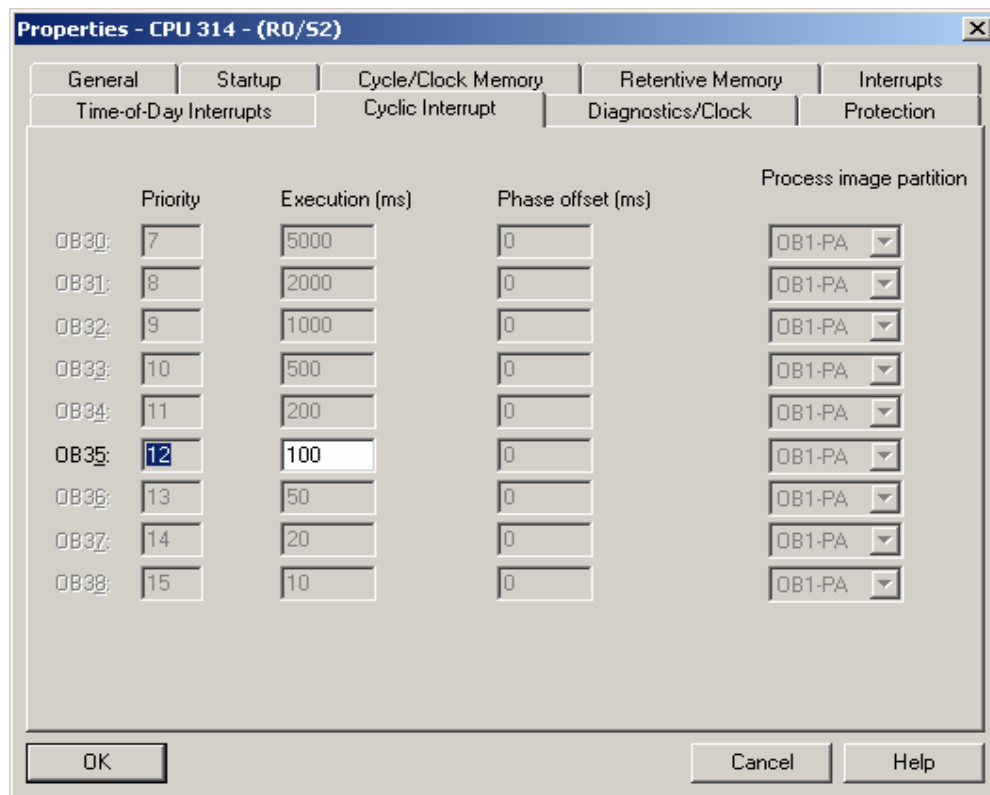 Properties - CPU 314 - (R0/S2)
General Startup Cycle/Clock Memory Retentive Memory Interrupts
Time-of-Day Interrupts Cyclic Interrupt Diagnostics/Clock Protection
Priority Execution (ms) Phase offset (ms) Process image partition
OB30: 7 5000 0 OB1-PA
OB31: 8 2000 0 OB1-PA
OB32: 9 1000 0 OB1-PA
OB33: 10 500 0 OB1-PA
OB34: 11 200 0 OB1-PA
OB35: 12 100 0 OB1-PA
OB36: 13 50 0 OB1-PA
OB37: 14 20 0 OB1-PA
OB38: 15 10 0 OB1-PA
OK Cancel Help